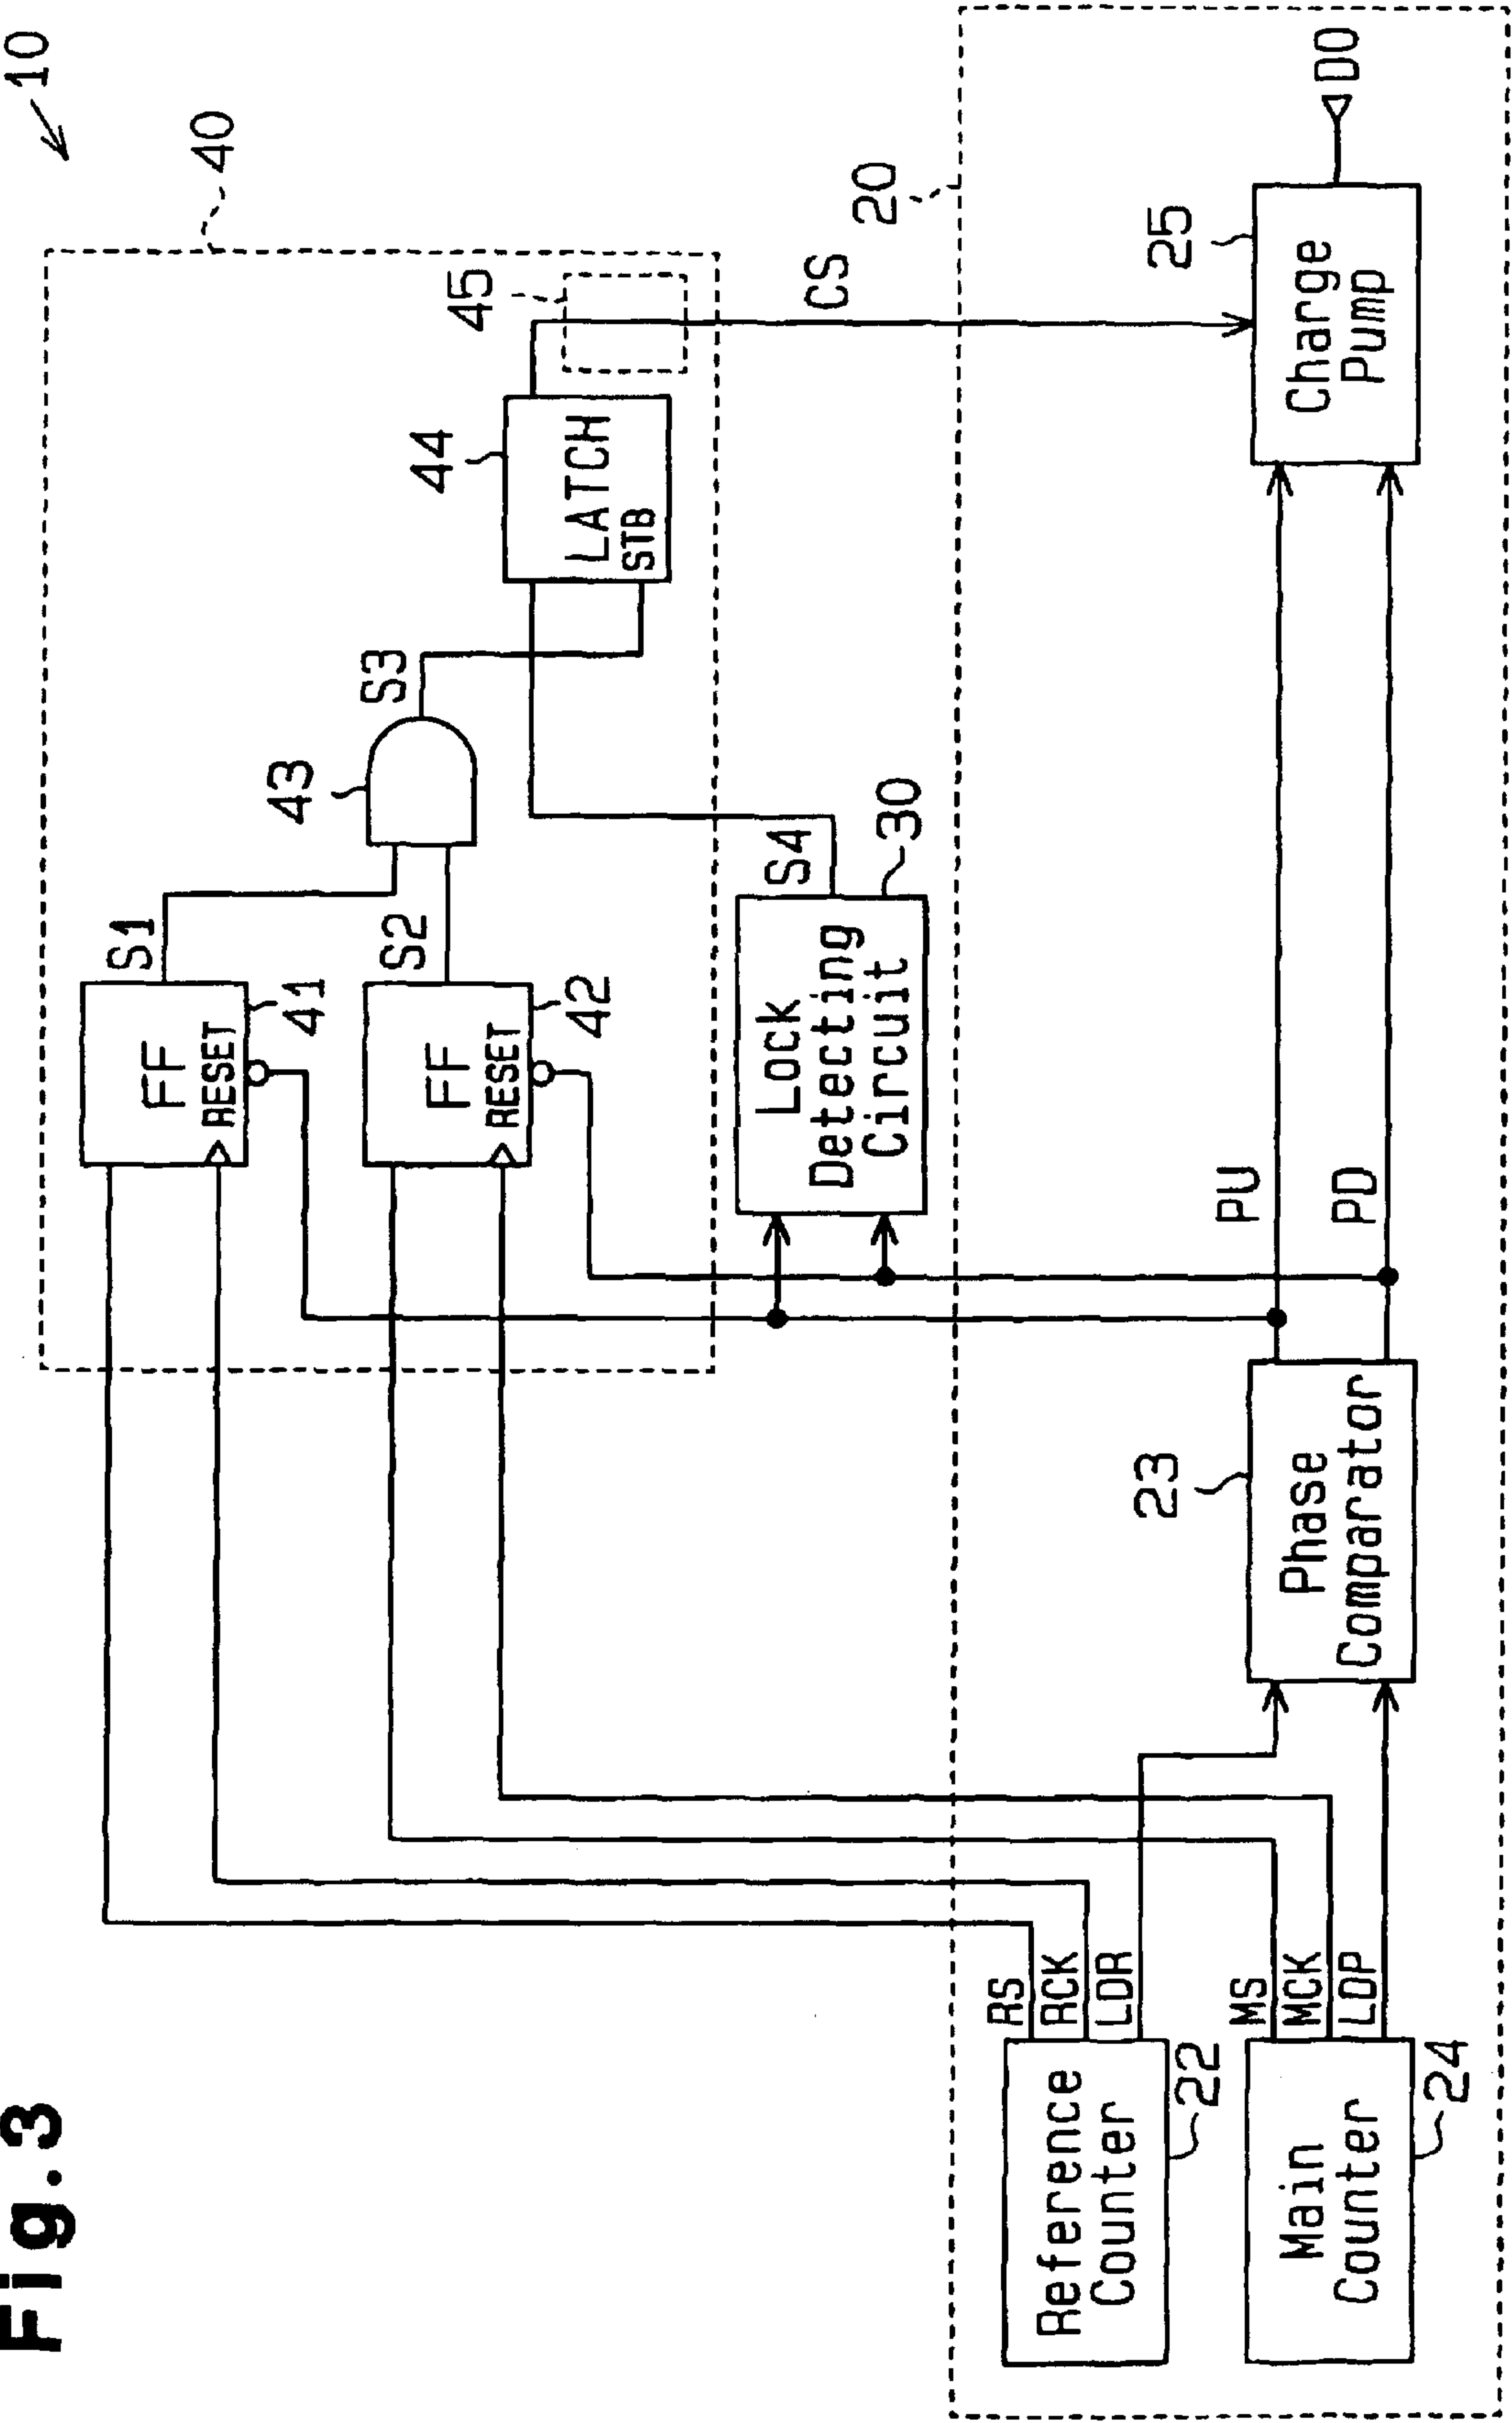 Fig.3
10
40
S1
FF
RESET
41
S2
FF
RESET
42
43
S3
44
LATCH
STB
45
CS
S4
30
Lock
Detecting
Circuit
20
RS
RCK
LDR
Reference
Counter
22
MS
MCK
LDP
Main
Counter
24
23
Phase
Comparator
PU
PD
25
Charge
Pump
DO